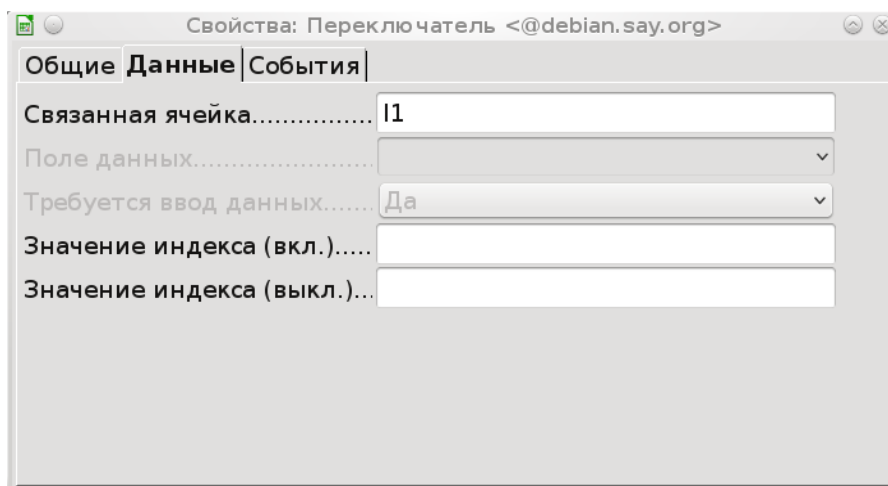 Свойства: Переключатель <@debian.say.org>
Общие Данные События
Связанная ячейка................ I1
Поле данных........................
Требуется ввод данных....... Да
Значение индекса (вкл.).....
Значение индекса (выкл.)...